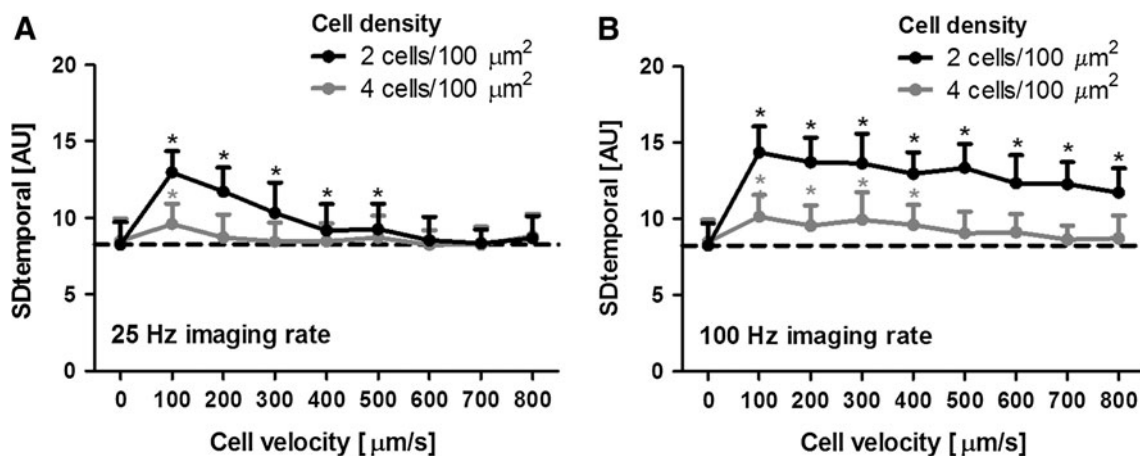 A
Cell density
2 cells/100 μm²
4 cells/100 μm²
SDtemporal [AU]
20
15
10
5
0
* * * * *
*
25 Hz imaging rate
0 100 200 300 400 500 600 700 800
Cell velocity [ μm/s]
B
Cell density
2 cells/100 μm²
4 cells/100 μm²
SDtemporal [AU]
20
15
10
5
0
* * * * * * * *
* * * *
100 Hz imaging rate
0 100 200 300 400 500 600 700 800
Cell velocity [ μm/s]